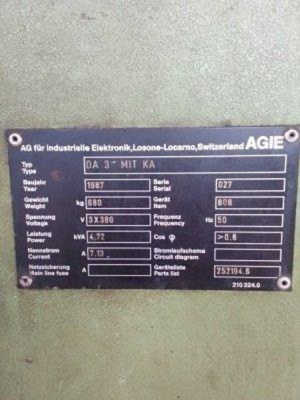 AG für industrielle Elektronik, Losone-Locarno, Switzerland AGIE
Typ
Type DA 3 MIT KA
Baujahr Serie
Year 1987 Serial 027
Gewicht Gerät
Weight kg 680 Item 808
Spannung Frequenz
Voltage V 3X380 Frequency Hz 50
Leistung
Power kVA 4.72 Cos φ >0.8
Nennstrom Stromlaufschema
Current A 7.13 Circuit diagram
Netzsicherung Geräteliste
Main line fuse A Parts list 252194.6
210 324.0